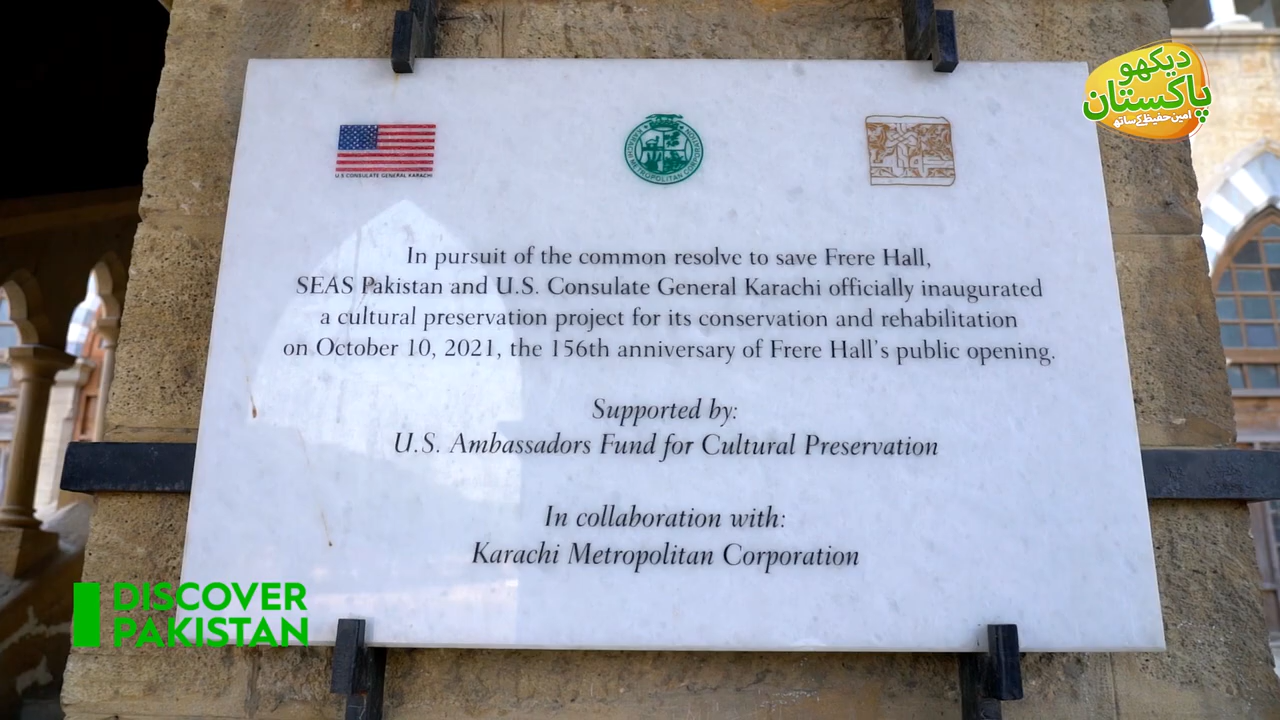 دیکھو
پاکستان
امین حفیظ کے ساتھ
U.S CONSULATE GENERAL KARACHI
KARACHI METROPOLITAN CORPORATION
In pursuit of the common resolve to save Frere Hall,
SEAS Pakistan and U.S. Consulate General Karachi officially inaugurated
a cultural preservation project for its conservation and rehabilitation
on October 10, 2021, the 156th anniversary of Frere Hall's public opening.
Supported by:
U.S. Ambassadors Fund for Cultural Preservation
In collaboration with:
Karachi Metropolitan Corporation
DISCOVER
PAKISTAN